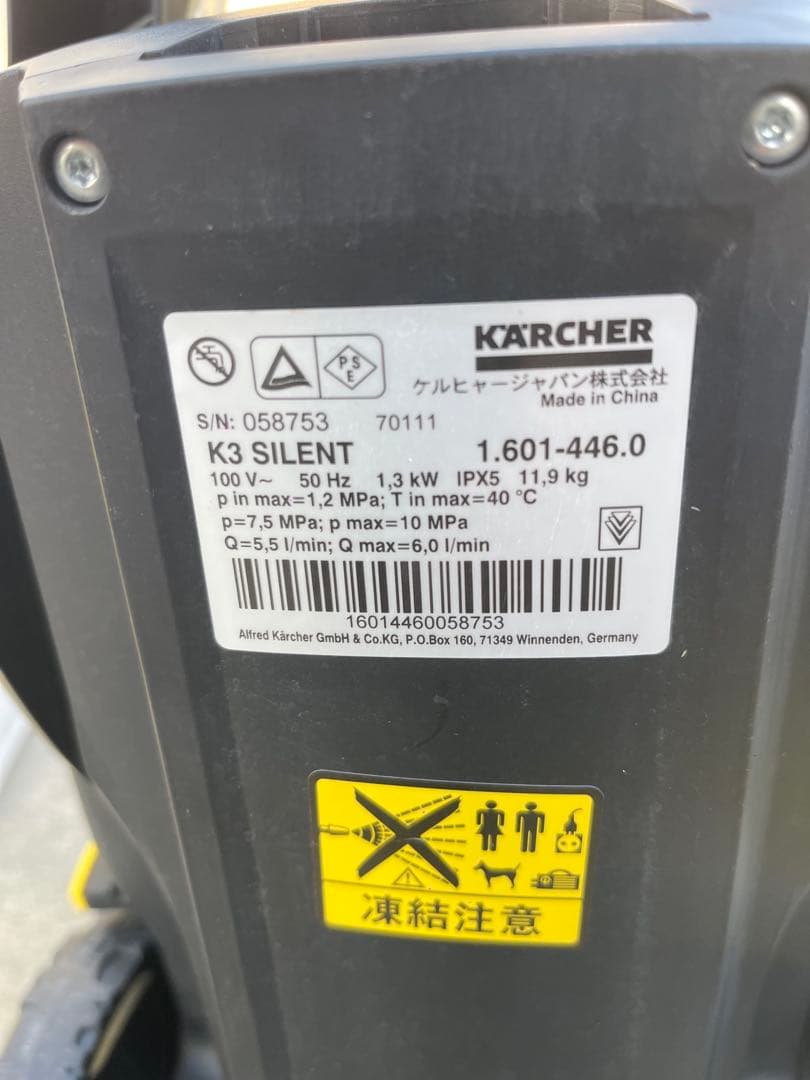 KÄRCHER
PS
E
ケルヒャージャパン株式会社
Made in China
S/N: 058753 70111
K3 SILENT 1.601-446.0
100 V~ 50 Hz 1,3 kW IPX5 11,9 kg
p in max=1,2 MPa; T in max=40 °C
p=7,5 MPa; p max=10 MPa
Q=5,5 l/min; Q max=6,0 l/min
16014460058753
Alfred Kärcher GmbH & Co.KG, P.O.Box 160, 71349 Winnenden, Germany
凍結注意